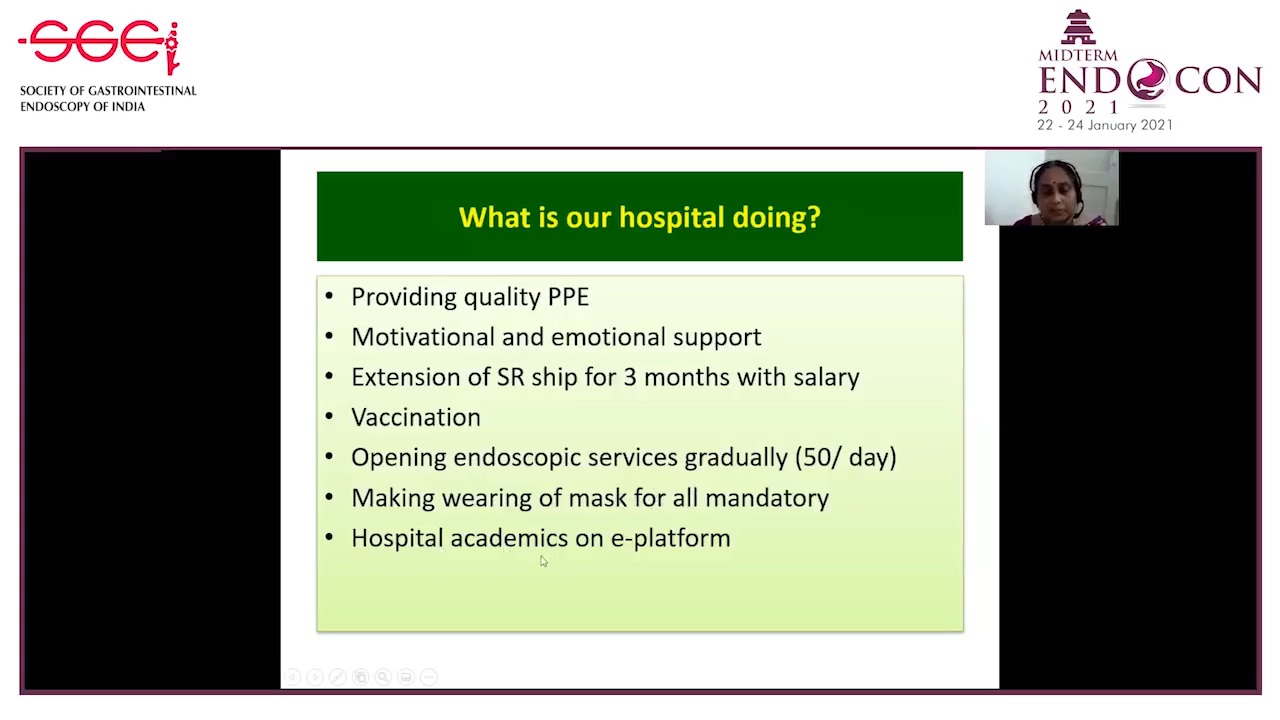 SGEi
SOCIETY OF GASTROINTESTINAL
ENDOSCOPY OF INDIA
MIDTERM
ENDOCON
2021
22 - 24 January 2021
What is our hospital doing?
• Providing quality PPE
• Motivational and emotional support
• Extension of SR ship for 3 months with salary
• Vaccination
• Opening endoscopic services gradually (50/ day)
• Making wearing of mask for all mandatory
• Hospital academics on e-platform